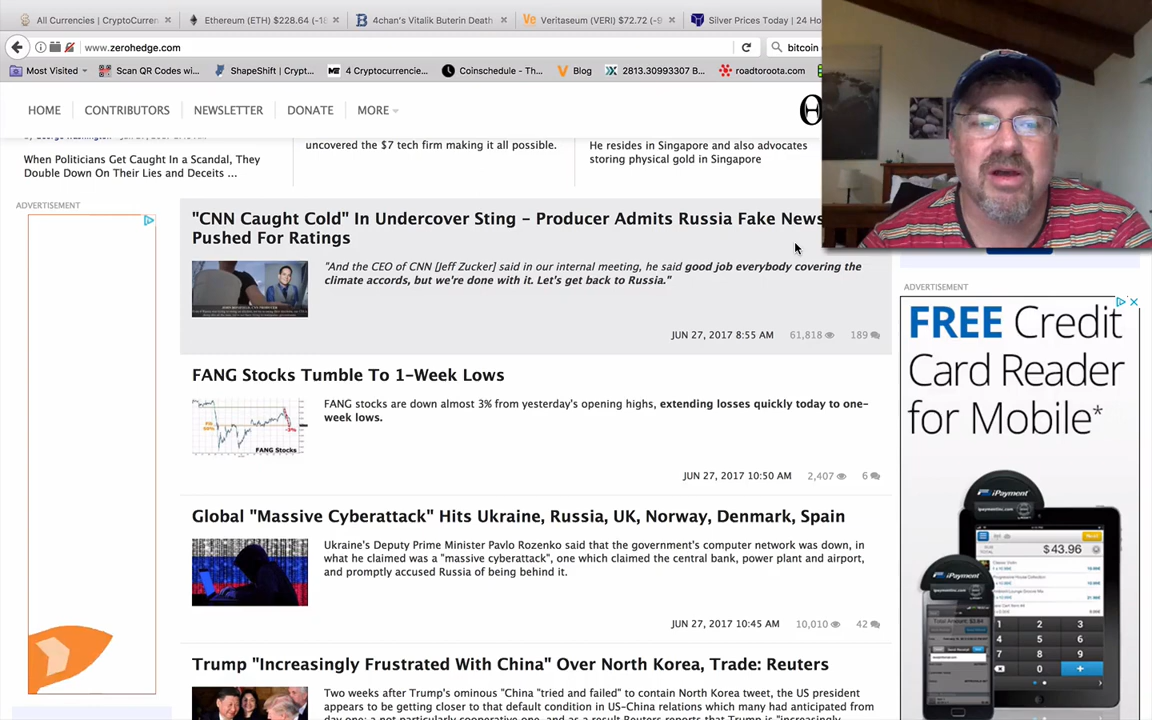 All Currencies | CryptoCurren
Ethereum (ETH) $228.64 (-18
4chan's Vitalik Buterin Death
Veritaseum (VERI) $72.72 (-9
Silver Prices Today | 24 Ho
www.zerohedge.com
bitcoin
Most Visited
Scan QR Codes wi...
ShapeShift | Crypt...
4 Cryptocurrencie...
Coinschedule - Th...
Blog
2813.30993307 B...
roadtoroota.com
HOME
CONTRIBUTORS
NEWSLETTER
DONATE
MORE
When Politicians Get Caught In a Scandal, They
Double Down On Their Lies and Deceits ...
uncovered the $7 tech firm making it all possible.
He resides in Singapore and also advocates
storing physical gold in Singapore
ADVERTISEMENT
"CNN Caught Cold" In Undercover Sting – Producer Admits Russia Fake News
Pushed For Ratings
"And the CEO of CNN [Jeff Zucker] said in our internal meeting, he said good job everybody covering the
climate accords, but we're done with it. Let's get back to Russia."
JUN 27, 2017 8:55 AM
61,818
189
FANG Stocks Tumble To 1-Week Lows
FANG stocks are down almost 3% from yesterday's opening highs, extending losses quickly today to one-
week lows.
FANG Stocks
JUN 27, 2017 10:50 AM
2,407
6
Global "Massive Cyberattack" Hits Ukraine, Russia, UK, Norway, Denmark, Spain
Ukraine's Deputy Prime Minister Pavlo Rozenko said that the government's computer network was down, in
what he claimed was a "massive cyberattack", one which claimed the central bank, power plant and airport,
and promptly accused Russia of being behind it.
JUN 27, 2017 10:45 AM
10,010
42
Trump "Increasingly Frustrated With China" Over North Korea, Trade: Reuters
Two weeks after Trump's ominous "China "tried and failed" to contain North Korea tweet, the US president
appears to be getting closer to that default condition in US-China relations which many had anticipated from
ADVERTISEMENT
FREE Credit
Card Reader
for Mobile*
iPayment
$43.96
1 2 3
4 5 6
7 8 9
0 +
iPayment